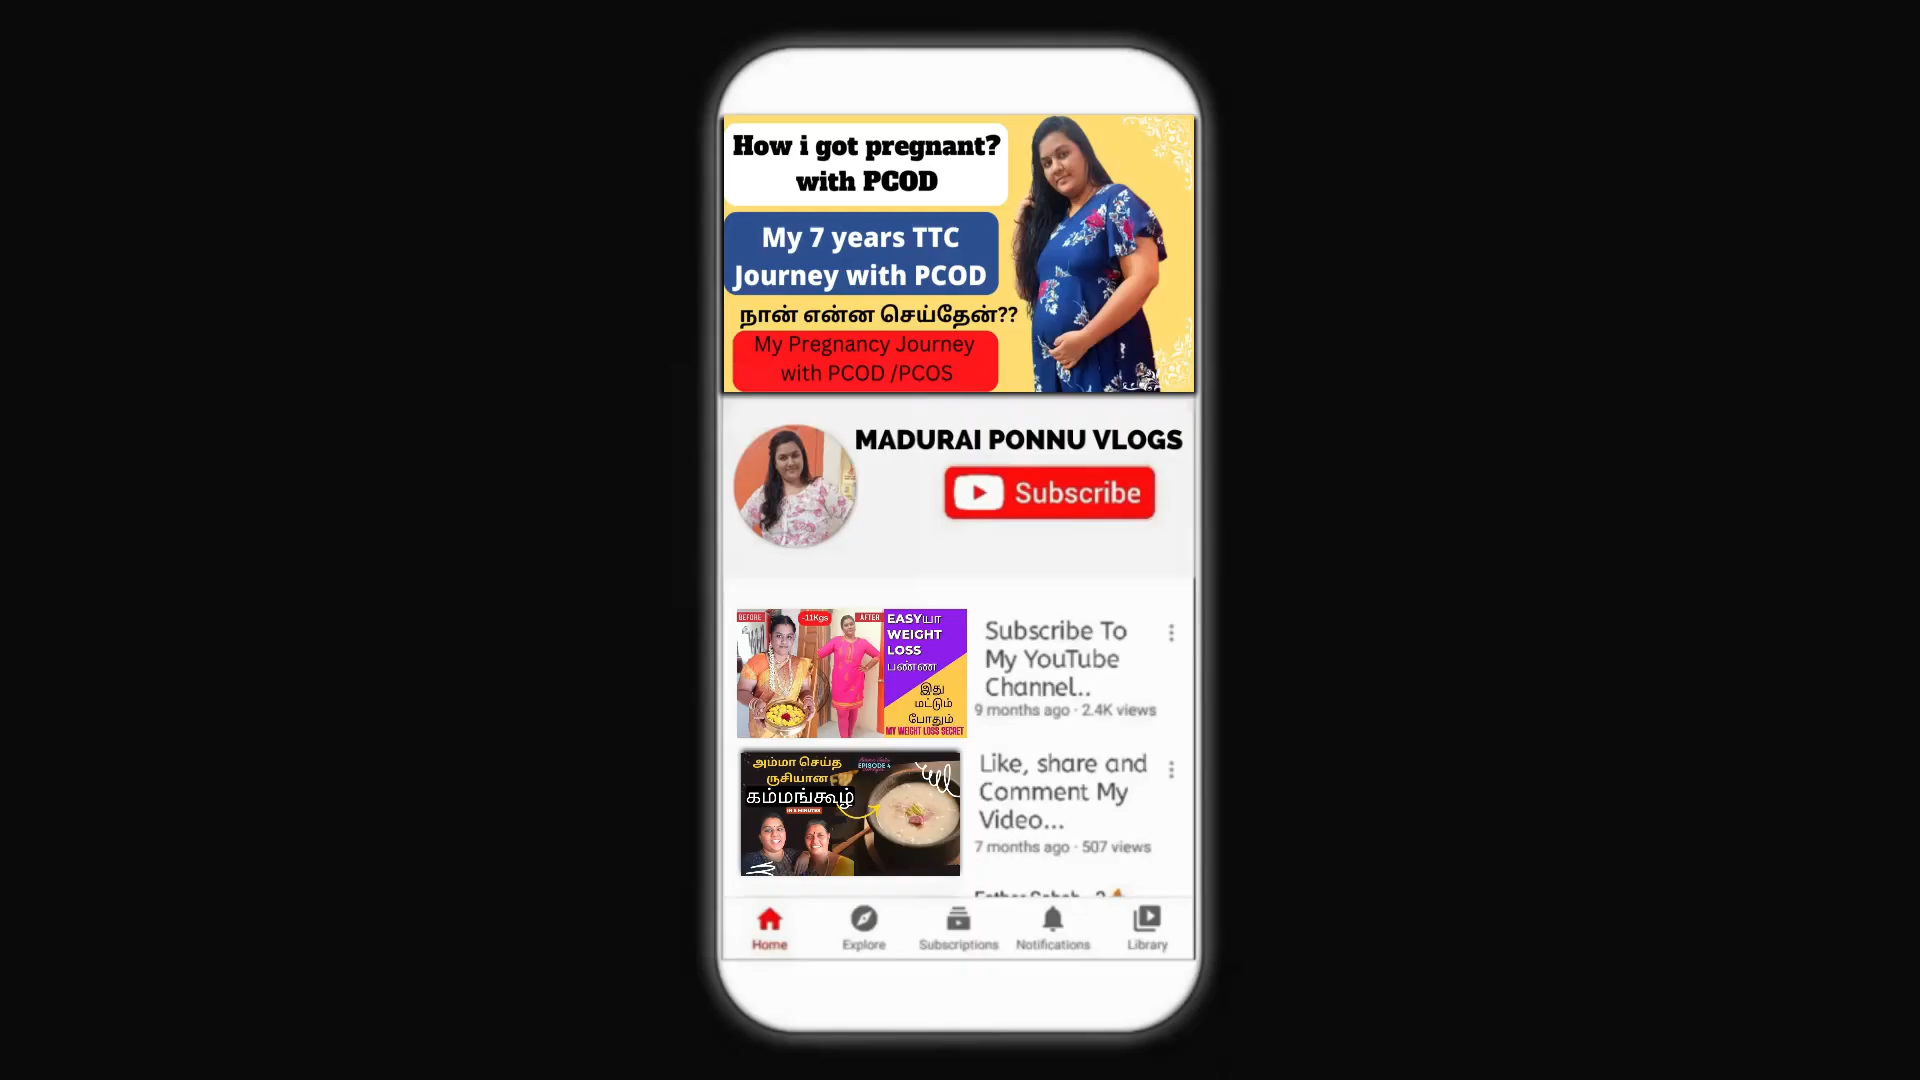 How i got pregnant?
with PCOD
My 7 years TTC
Journey with PCOD
நான் என்ன செய்தேன்??
My Pregnancy Journey
with PCOD /PCOS
MADURAI PONNU VLOGS
Subscribe
BEFORE
-11Kgs
AFTER
EASYயா
WEIGHT
LOSS
பண்ண
இது
மட்டும்
போதும்
MY WEIGHT LOSS SECRET
Subscribe To
My YouTube
Channel..
9 months ago · 2.4K views
அம்மா செய்த
ருசியான
கம்மங்கூழ்
EPISODE 4
Like, share and
Comment My
Video...
7 months ago · 507 views
Home
Explore
Subscriptions
Notifications
Library